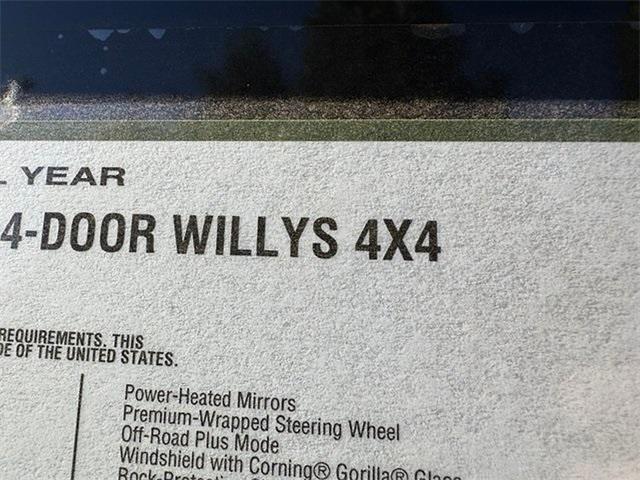 YEAR
4-DOOR WILLYS 4X4
REQUIREMENTS. THIS
OF THE UNITED STATES.
Power-Heated Mirrors
Premium-Wrapped Steering Wheel
Off-Road Plus Mode
Windshield with Corning® Gorilla® Glass